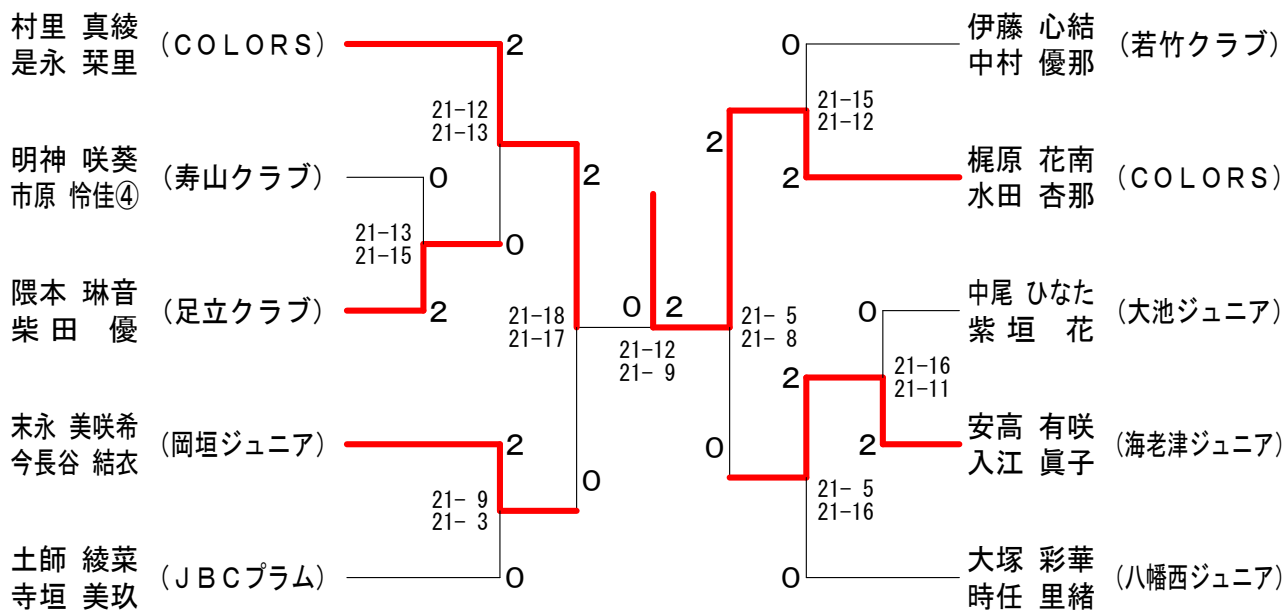 村里 真綾
是永 栞里
(COLORS)
2
21-12
21-13
明神 咲葵
市原 怜佳④
(寿山クラブ)
0
2
21-13
21-15
0
隈本 琳音
柴田 優
(足立クラブ)
2
21-18
21-17
末永 美咲希
今長谷 結衣
(岡垣ジュニア)
2
0
21- 9
21- 3
土師 綾菜
寺垣 美玖
(JBCプラム)
0
0
2
21-12
21- 9
0
伊藤 心結
中村 優那
(若竹クラブ)
21-15
21-12
2
2
梶原 花南
水田 杏那
(COLORS)
21- 5
21- 8
0
中尾 ひなた
紫垣 花
(大池ジュニア)
2
21-16
21-11
0
2
安高 有咲
入江 眞子
(海老津ジュニア)
21- 5
21-16
0
大塚 彩華
時任 里緒
(八幡西ジュニア)